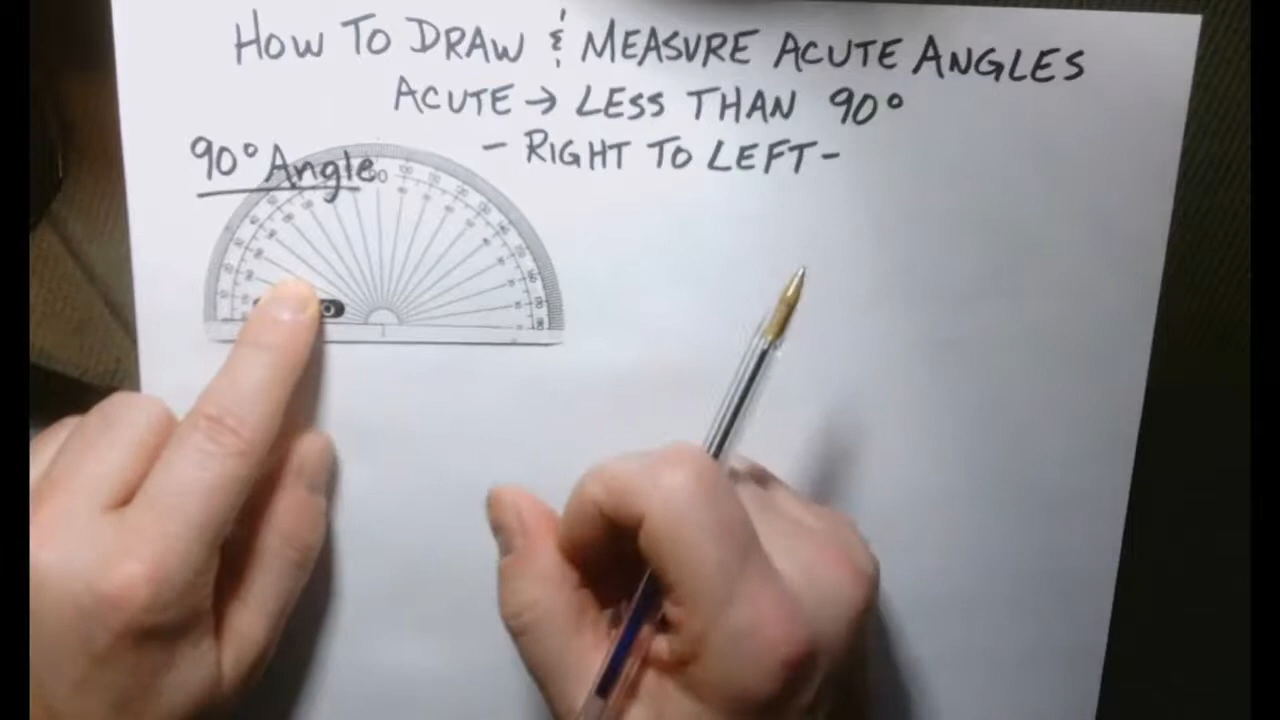 HOW TO DRAW & MEASURE ACUTE ANGLES
ACUTE → LESS THAN 90°
- RIGHT TO LEFT -
90° Angle